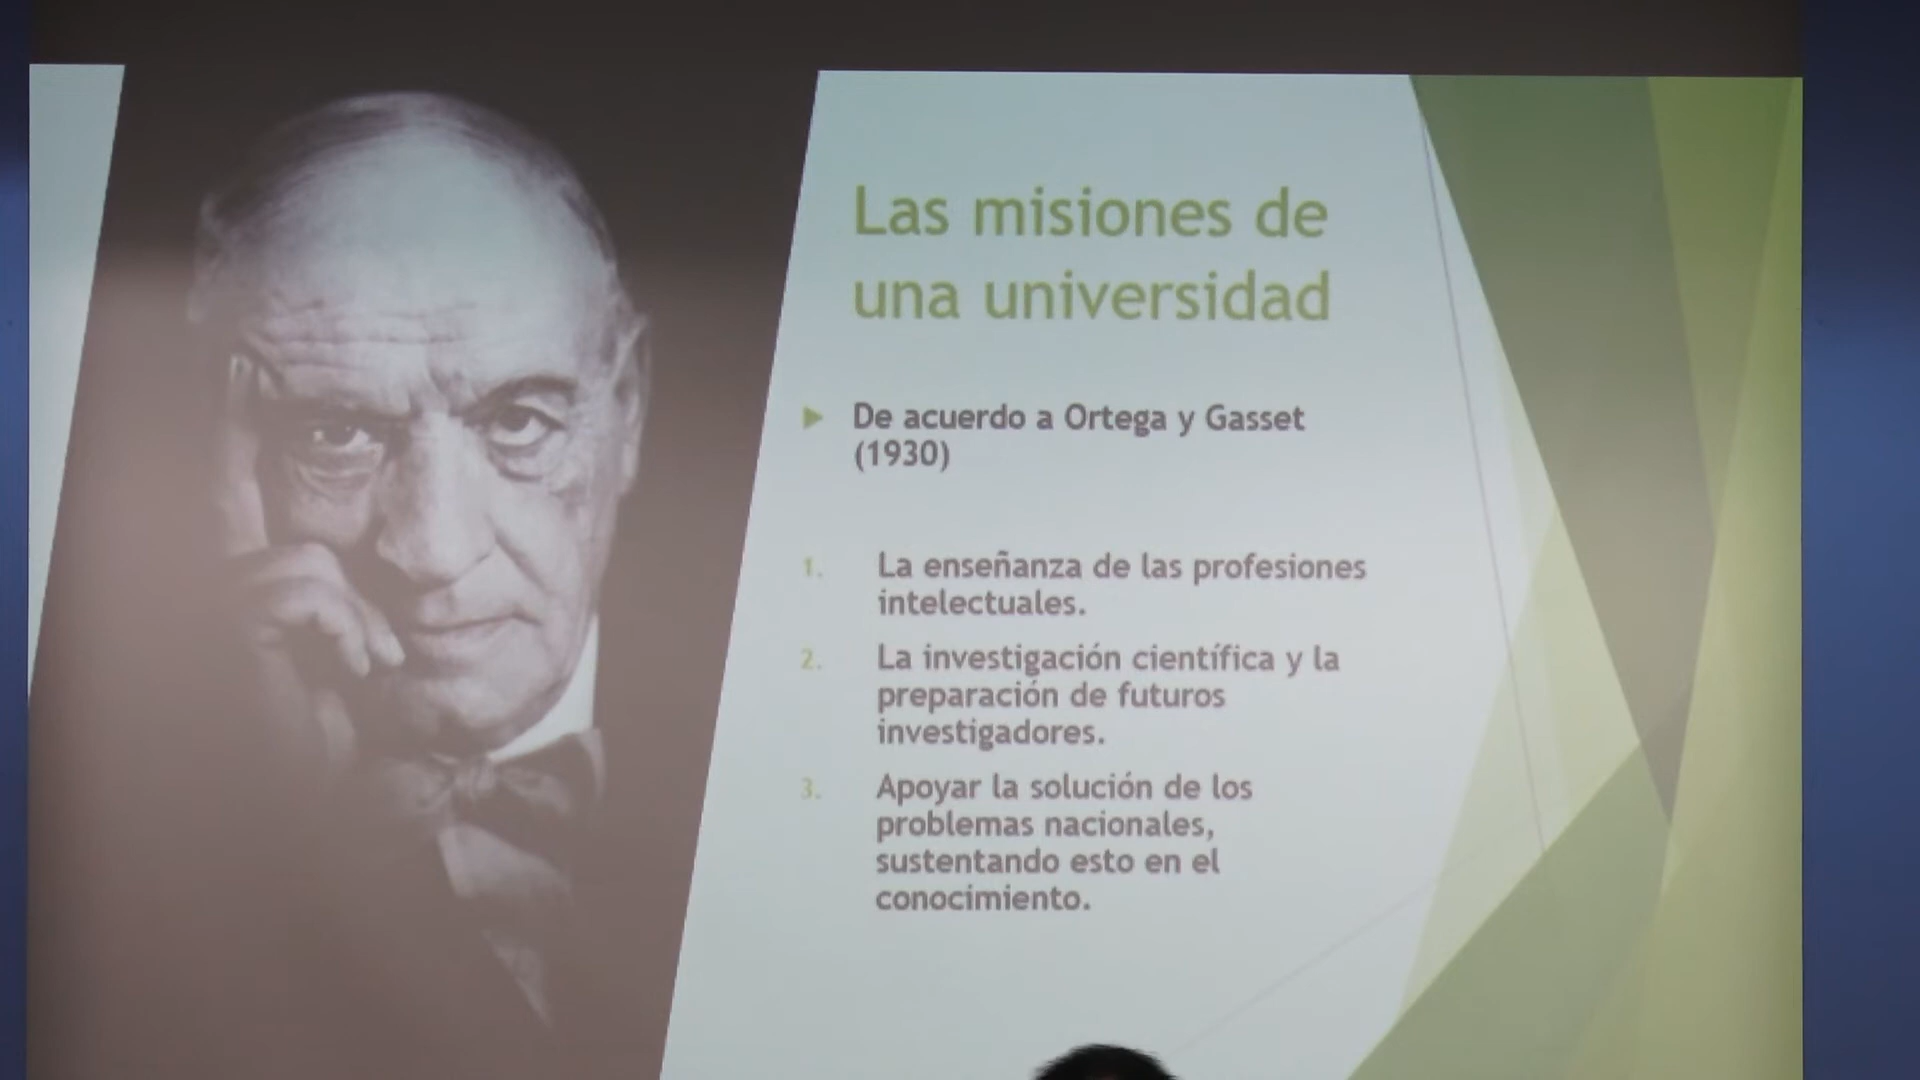 Las misiones de
una universidad
De acuerdo a Ortega y Gasset
(1930)
1. La enseñanza de las profesiones
intelectuales.
2. La investigación científica y la
preparación de futuros
investigadores.
3. Apoyar la solución de los
problemas nacionales,
sustentando esto en el
conocimiento.